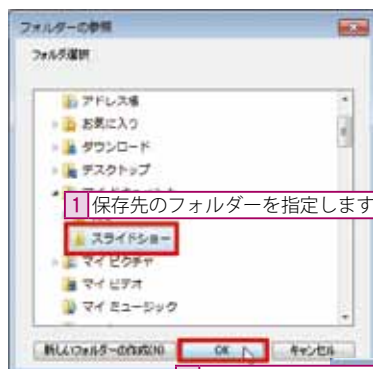 フォルダーの参照
フォルダ選択
アドレス帳
お気に入り
ダウンロード
デスクトップ
1 保存先のフォルダーを指定します
スライドショー
マイ ピクチャ
マイ ビデオ
マイ ミュージック
新しいフォルダーの作成(N) OK キャンセル